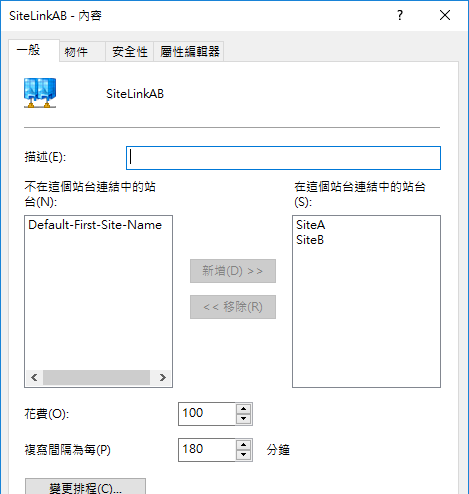 SiteLinkAB - 內容
?
一般 物件 安全性 屬性編輯器
SiteLinkAB
描述(E):
不在這個站台連結中的站
台(N):
在這個站台連結中的站台
(S):
Default-First-Site-Name
SiteA
SiteB
新增(D) >>
<< 移除(R)
花費(O): 100
複寫間隔為每(P) 180 分鐘
變更排程(C)...